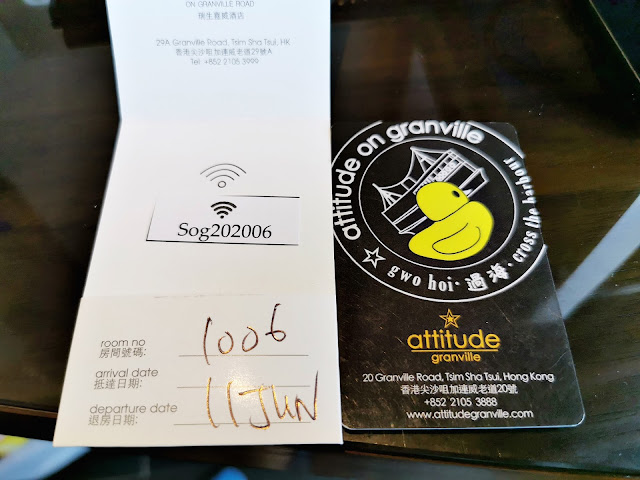 ON GRANVILLE ROAD
29A Granville Road, Tsim Sha Tsui, HK
香港尖沙咀加連威老道29號A
Tel: +852 2105 3999
Sog202006
room no
房間號碼:
1006
arrival date
抵達日期:
departure date
退房日期:
11 JUN
attitude on granville
gwo hoi · 過海 · cross the harbour
attitude
granville
20 Granville Road, Tsim Sha Tsui, Hong Kong
香港尖沙咀加連威老道20號
+852 2105 3888
www.attitudegranville.com